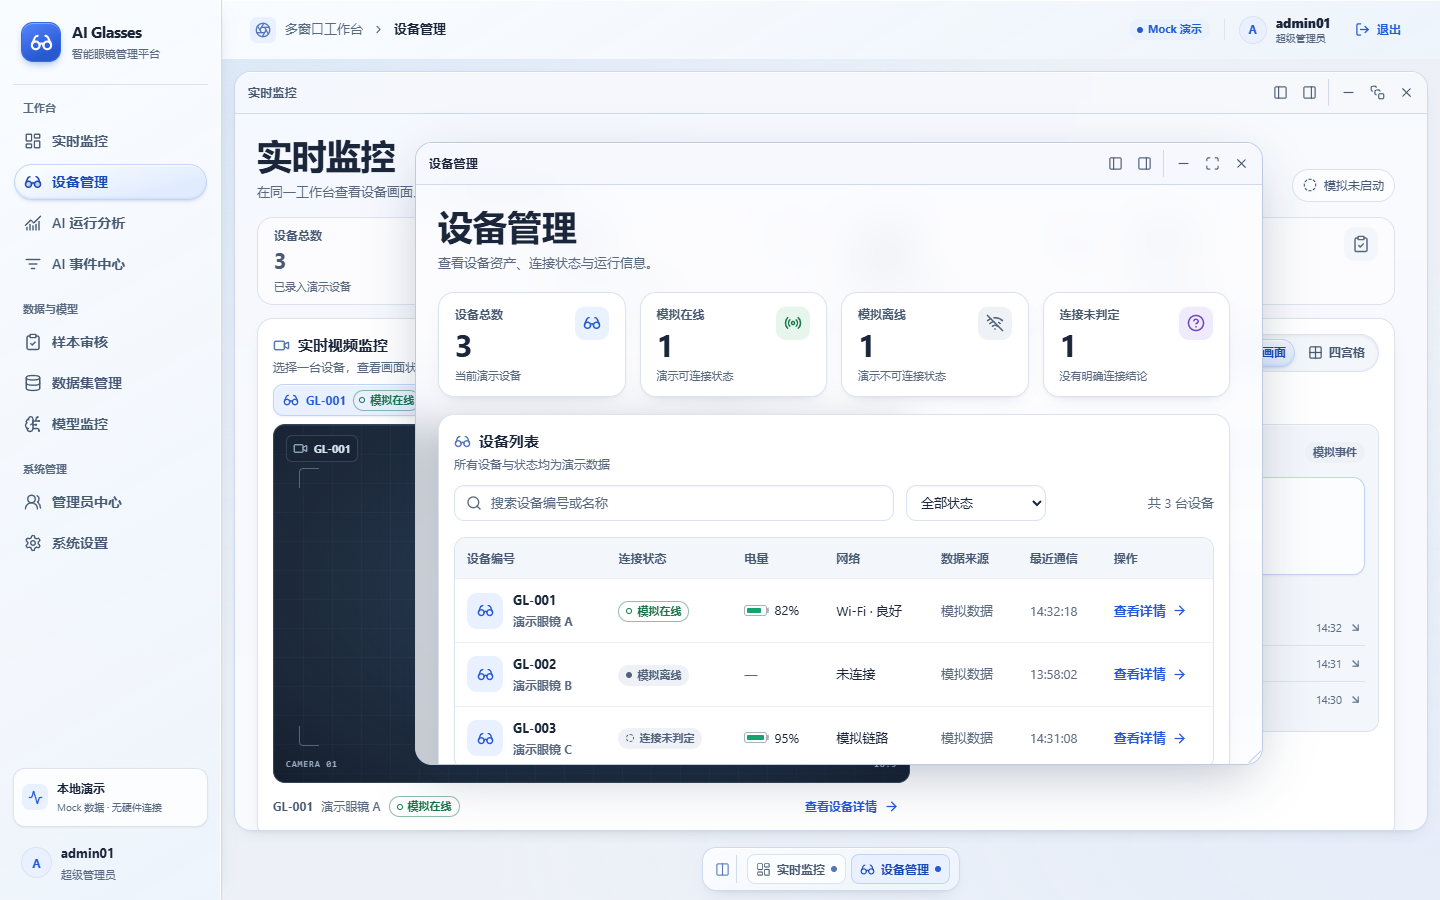 AI Glasses
智能眼镜管理平台
工作台
实时监控
设备管理
AI 运行分析
AI 事件中心
数据与模型
样本审核
数据集管理
模型监控
系统管理
管理员中心
系统设置
本地演示
Mock 数据 · 无硬件连接
A
admin01
超级管理员
多窗口工作台 > 设备管理
Mock 演示
A
admin01
超级管理员
退出
实时监控
实时监控
在同一工作台查看设备画面
模拟未启动
设备总数
3
已录入演示设备
实时视频监控
选择一台设备，查看画面状
画面
四宫格
GL-001
模拟在线
GL-001
CAMERA 01
模拟事件
14:32
14:31
14:30
GL-001 演示眼镜 A 模拟在线
查看设备详情
设备管理
设备管理
查看设备资产、连接状态与运行信息。
设备总数
3
当前演示设备
模拟在线
1
演示可连接状态
模拟离线
1
演示不可连接状态
连接未判定
1
没有明确连接结论
设备列表
所有设备与状态均为演示数据
搜索设备编号或名称
全部状态
共 3 台设备
设备编号 连接状态 电量 网络 数据来源 最近通信 操作
GL-001
演示眼镜 A
模拟在线 82% Wi-Fi · 良好 模拟数据 14:32:18 查看详情
GL-002
演示眼镜 B
模拟离线 — 未连接 模拟数据 13:58:02 查看详情
GL-003
演示眼镜 C
连接未判定 95% 模拟链路 模拟数据 14:31:08 查看详情
实时监控
设备管理